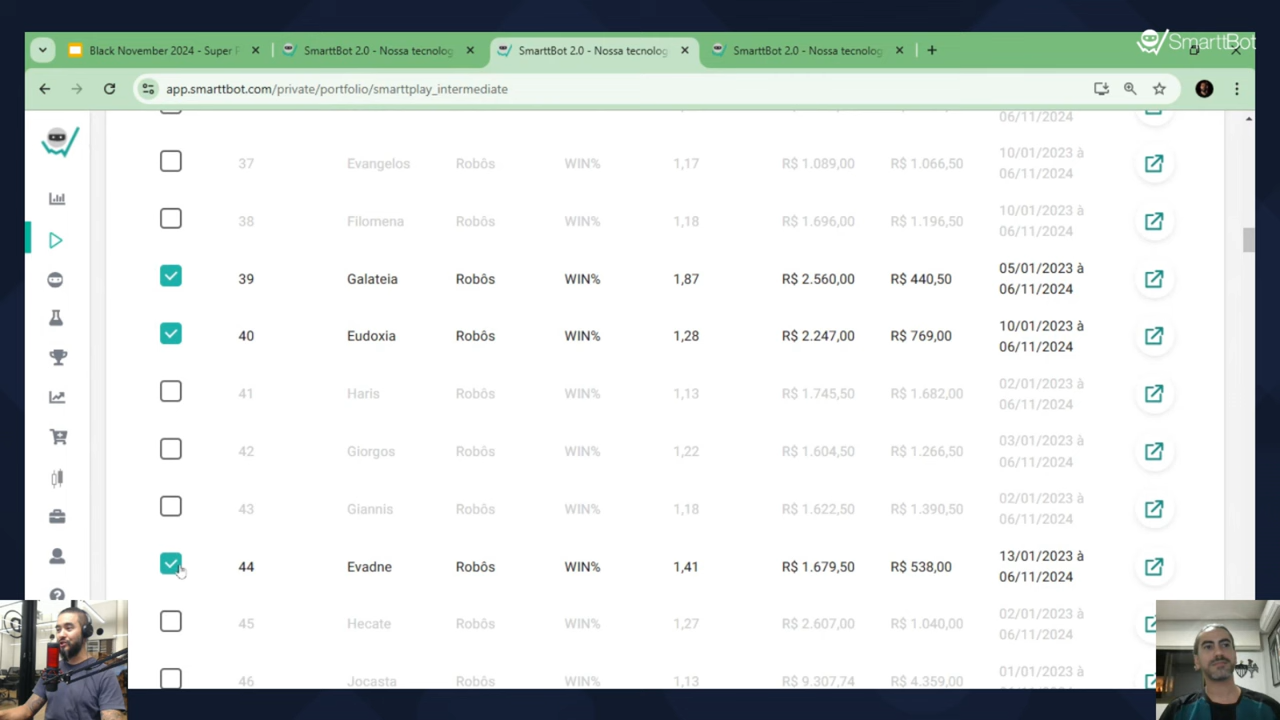 SmarttBot
Black November 2024 - Super
SmarttBot 2.0 - Nossa tecnolog
SmarttBot 2.0 - Nossa tecnolog
SmarttBot 2.0 - Nossa tecnolog
app.smarttbot.com/private/portfolio/smarttplay_intermediate
06/11/2024
37 Evangelos Robôs WIN% 1,17 R$ 1.089,00 R$ 1.066,50 10/01/2023 à
06/11/2024
38 Filomena Robôs WIN% 1,18 R$ 1.696,00 R$ 1.196,50 10/01/2023 à
06/11/2024
39 Galateia Robôs WIN% 1,87 R$ 2.560,00 R$ 440,50 05/01/2023 à
06/11/2024
40 Eudoxia Robôs WIN% 1,28 R$ 2.247,00 R$ 769,00 10/01/2023 à
06/11/2024
41 Haris Robôs WIN% 1,13 R$ 1.745,50 R$ 1.682,00 02/01/2023 à
06/11/2024
42 Giorgos Robôs WIN% 1,22 R$ 1.604,50 R$ 1.266,50 03/01/2023 à
06/11/2024
43 Giannis Robôs WIN% 1,18 R$ 1.622,50 R$ 1.390,50 02/01/2023 à
06/11/2024
44 Evadne Robôs WIN% 1,41 R$ 1.679,50 R$ 538,00 13/01/2023 à
06/11/2024
45 Hecate Robôs WIN% 1,27 R$ 2.607,00 R$ 1.040,00 02/01/2023 à
06/11/2024
46 Jocasta Robôs WIN% 1,13 R$ 9.307,74 R$ 4.359,00 01/01/2023 à